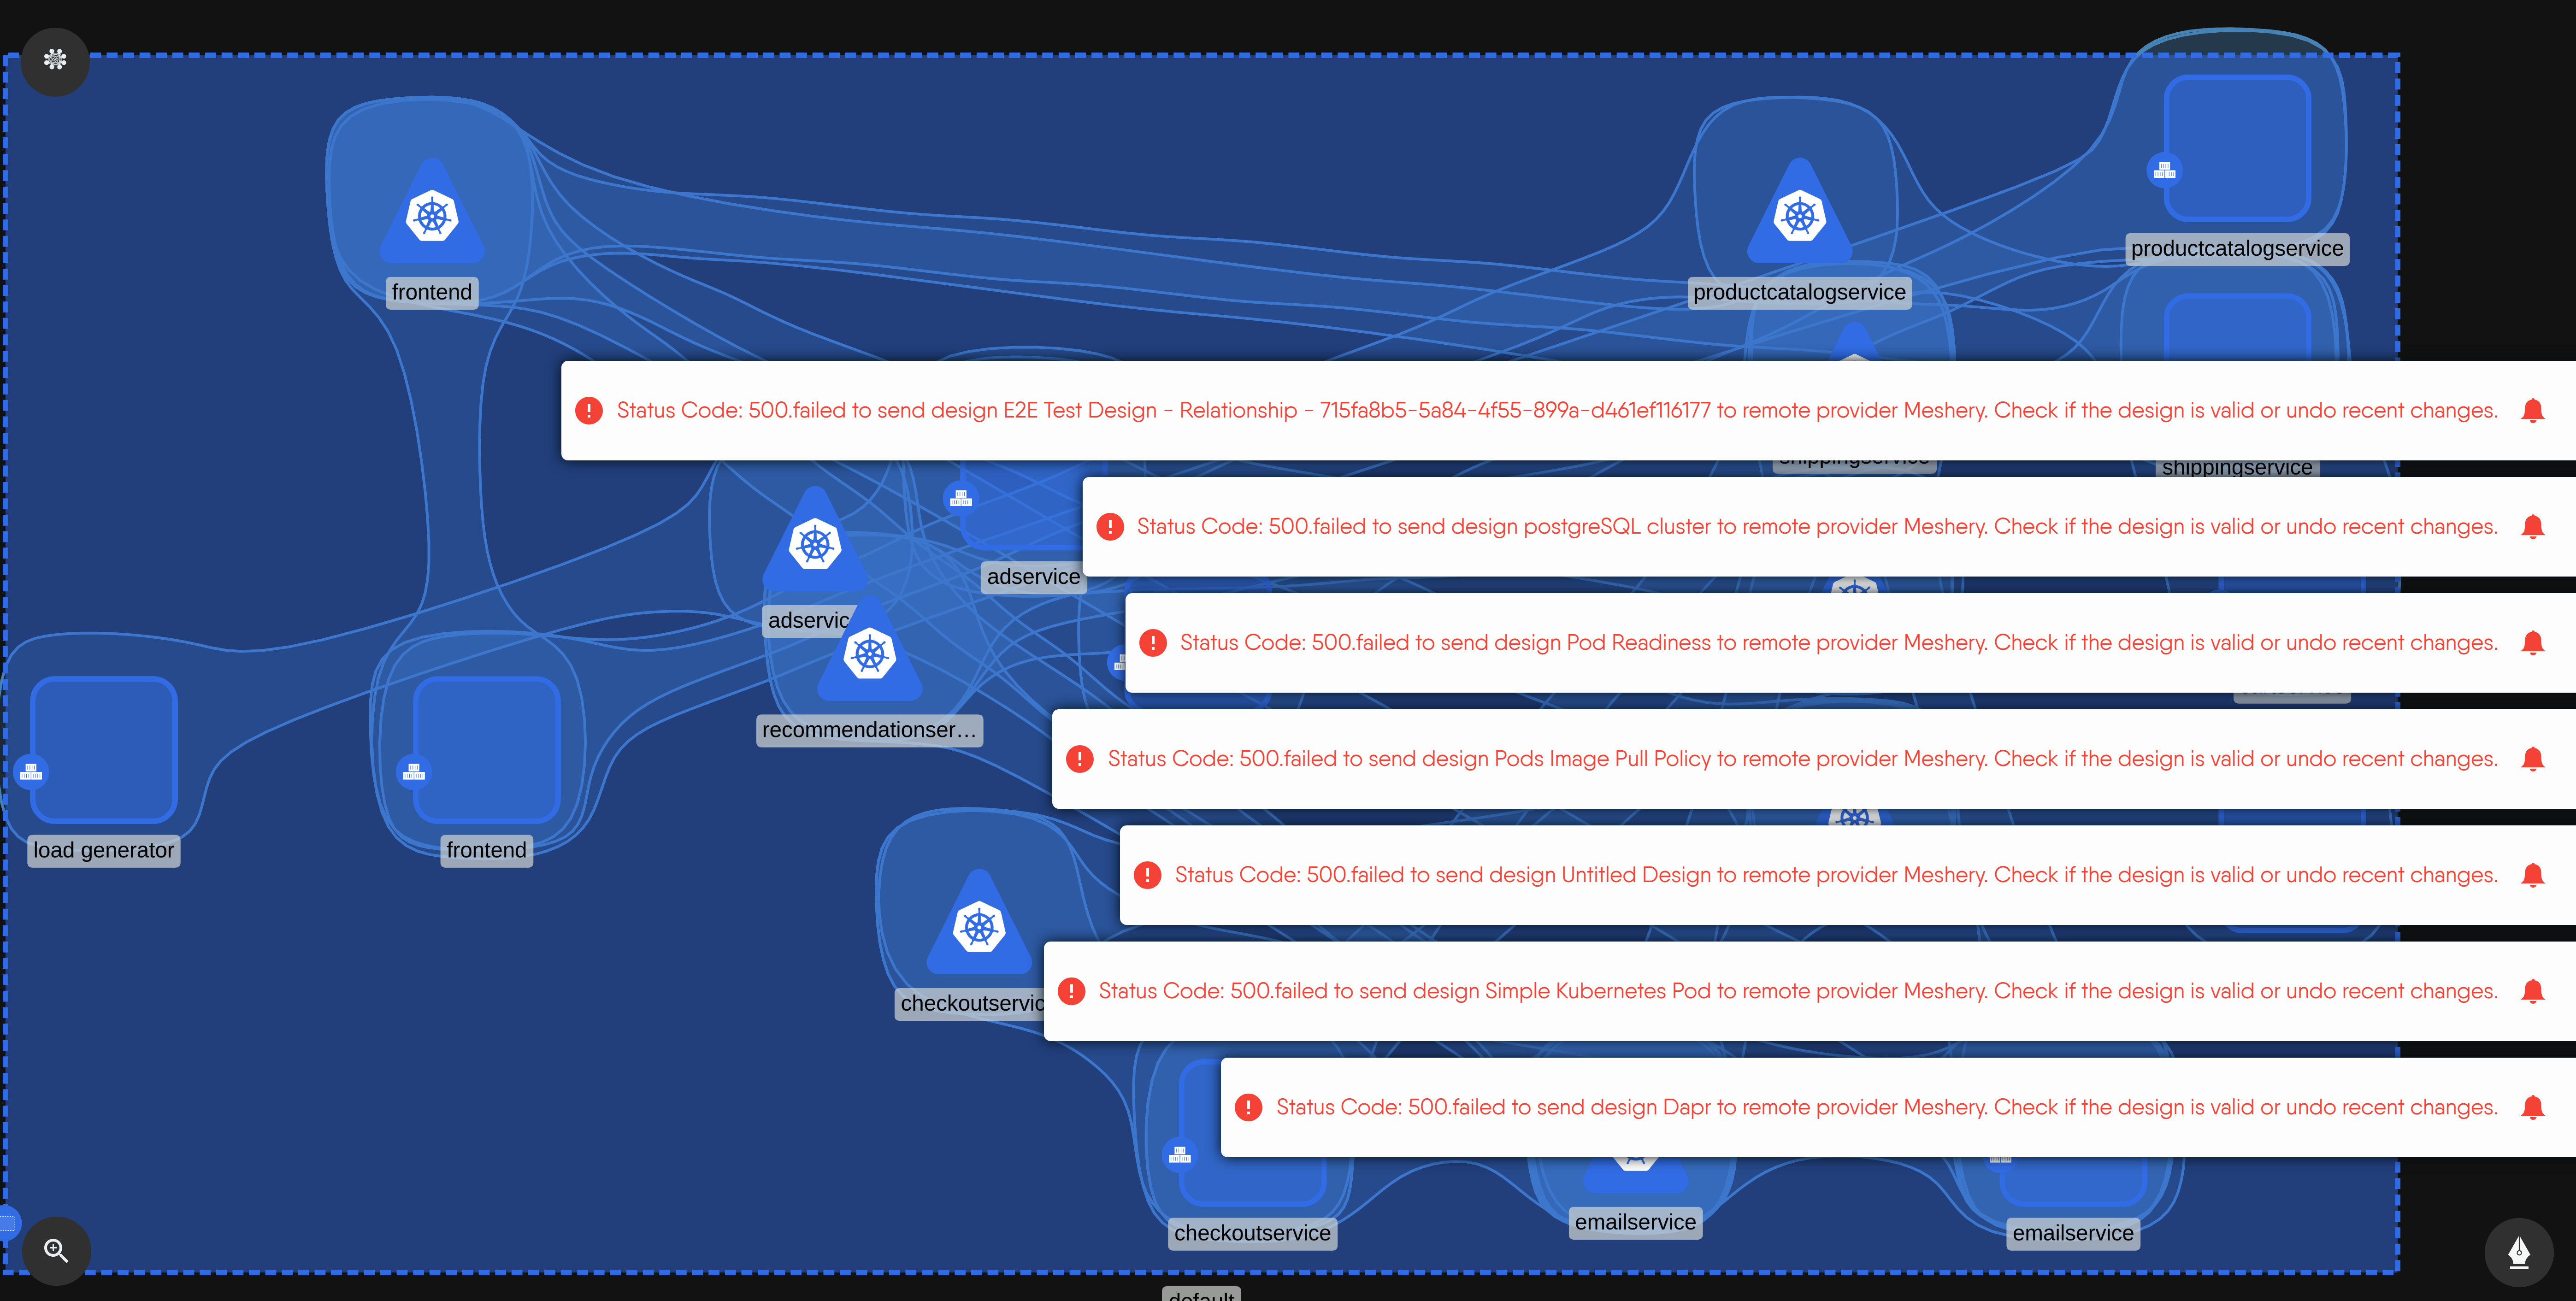 productcatalogservice
frontend
productcatalogservice
Status Code: 500.failed to send design E2E Test Design - Relationship - 715fa8b5-5a84-4f55-899a-d461ef116177 to remote provider Meshery. Check if the design is valid or undo recent changes.
shippingservice
shippingservice
Status Code: 500.failed to send design postgreSQL cluster to remote provider Meshery. Check if the design is valid or undo recent changes.
adservice
adservic
Status Code: 500.failed to send design Pod Readiness to remote provider Meshery. Check if the design is valid or undo recent changes.
recommendationser…
Status Code: 500.failed to send design Pods Image Pull Policy to remote provider Meshery. Check if the design is valid or undo recent changes.
load generator
frontend
Status Code: 500.failed to send design Untitled Design to remote provider Meshery. Check if the design is valid or undo recent changes.
checkoutservic
Status Code: 500.failed to send design Simple Kubernetes Pod to remote provider Meshery. Check if the design is valid or undo recent changes.
Status Code: 500.failed to send design Dapr to remote provider Meshery. Check if the design is valid or undo recent changes.
checkoutservice
emailservice
emailservice
default